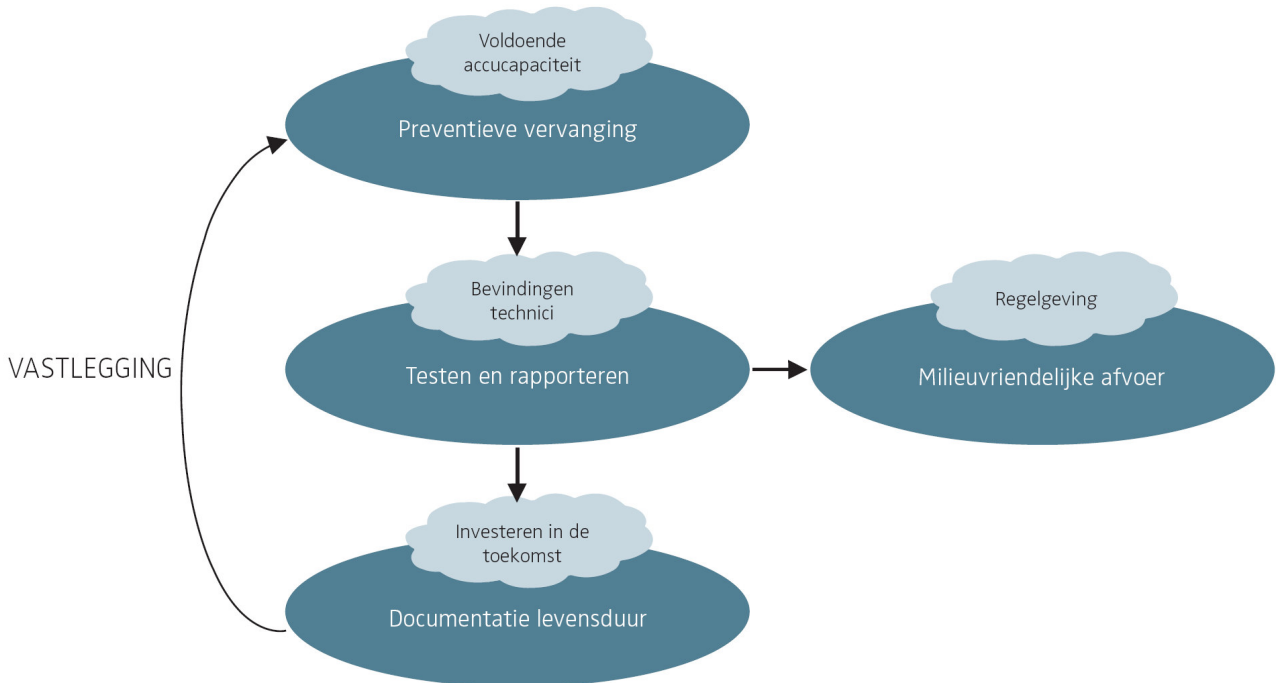 Voldoende
accucapaciteit
Preventieve vervanging
Bevindingen
technici
Testen en rapporteren
Regelgeving
Milieuvriendelijke afvoer
VASTLEGGING
Investeren in de
toekomst
Documentatie levensduur